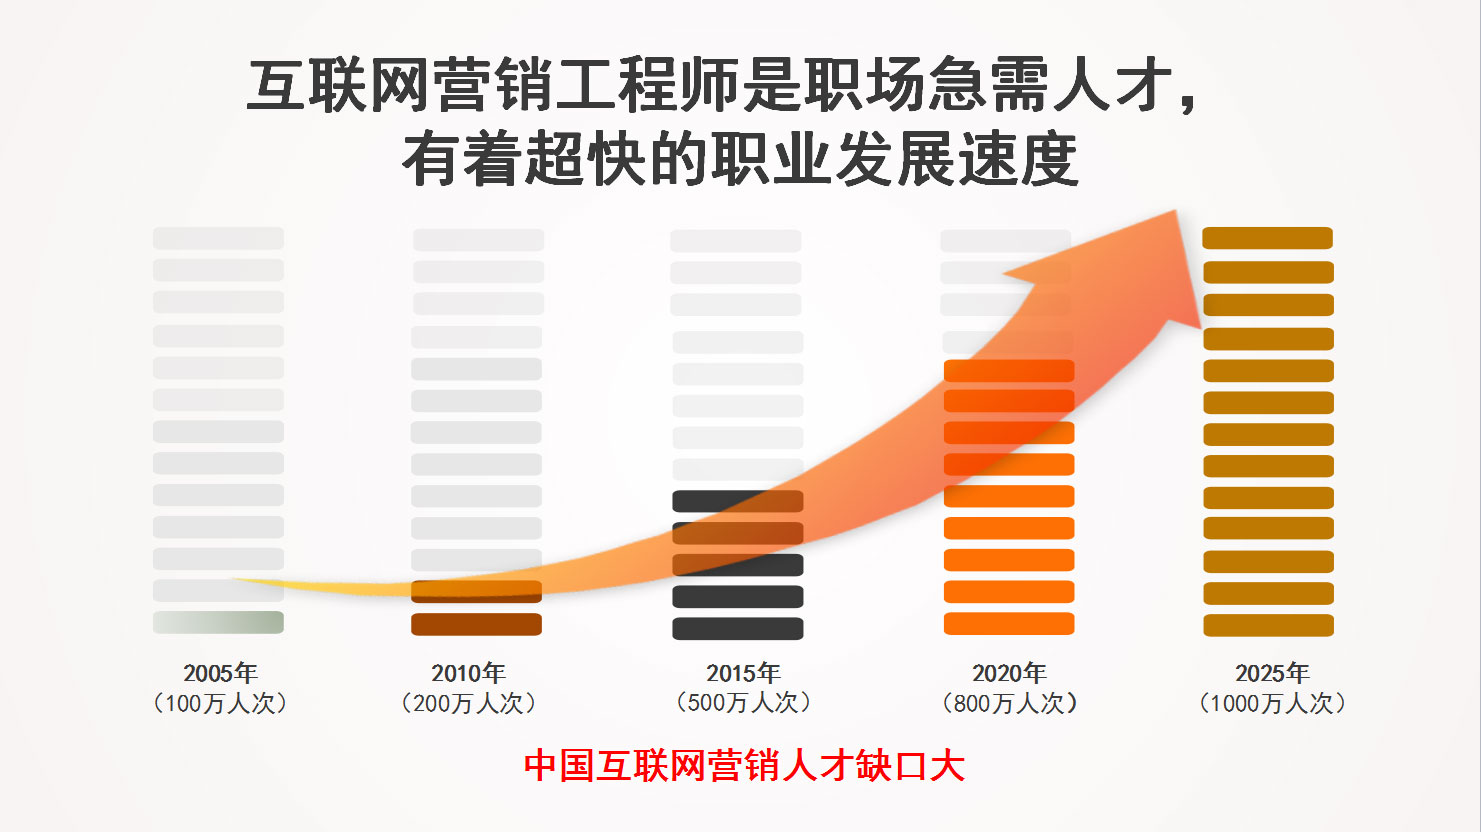 互联网营销工程师是职场急需人才，
有着超快的职业发展速度
2005年
（100万人次）
2010年
（200万人次）
2015年
（500万人次）
2020年
（800万人次）
2025年
（1000万人次）
中国互联网营销人才缺口大